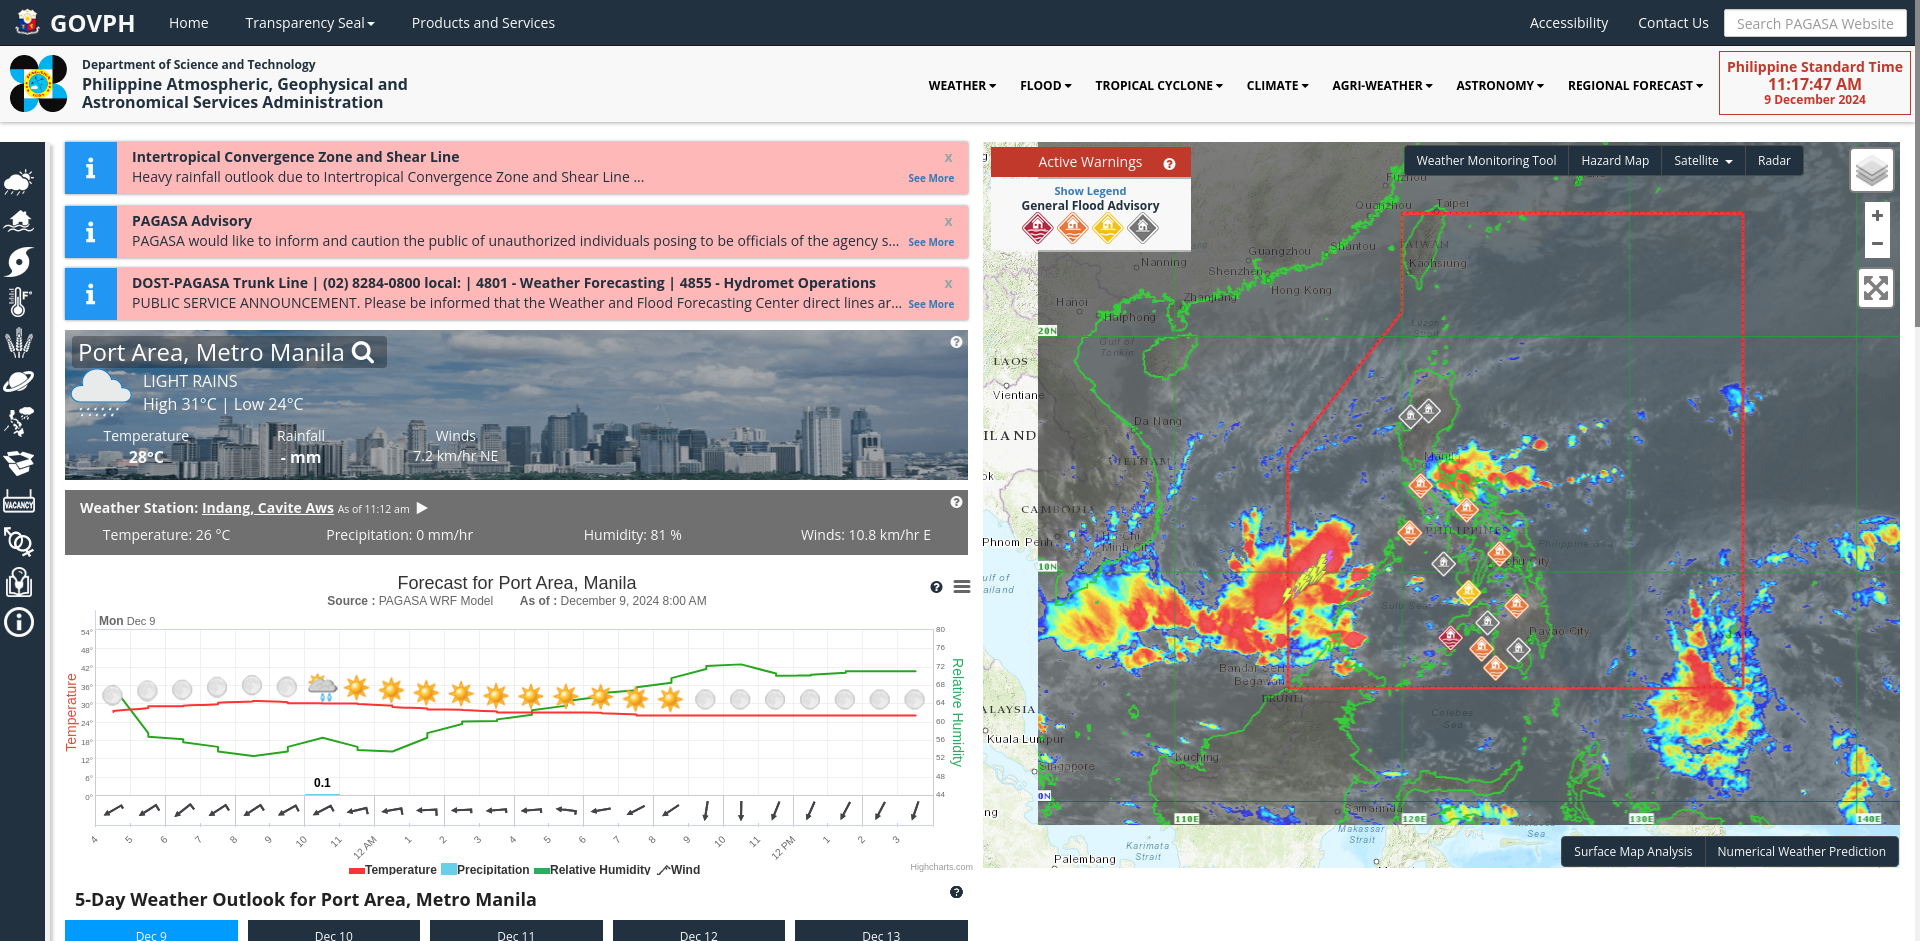 GOVPH
Home
Transparency Seal
Products and Services
Accessibility
Contact Us
Search PAGASA Website
Department of Science and Technology
Philippine Atmospheric, Geophysical and
Astronomical Services Administration
WEATHER
FLOOD
TROPICAL CYCLONE
CLIMATE
AGRI-WEATHER
ASTRONOMY
REGIONAL FORECAST
Philippine Standard Time
11:17:47 AM
9 December 2024
Intertropical Convergence Zone and Shear Line
x
Heavy rainfall outlook due to Intertropical Convergence Zone and Shear Line ...
See More
PAGASA Advisory
x
PAGASA would like to inform and caution the public of unauthorized individuals posing to be officials of the agency s...
See More
DOST-PAGASA Trunk Line | (02) 8284-0800 local: | 4801 - Weather Forecasting | 4855 - Hydromet Operations
x
PUBLIC SERVICE ANNOUNCEMENT. Please be informed that the Weather and Flood Forecasting Center direct lines ar...
See More
Port Area, Metro Manila
LIGHT RAINS
High 31°C | Low 24°C
Temperature
28°C
Rainfall
- mm
Winds
7.2 km/hr NE
VACANCY
Weather Station: Indang, Cavite Aws As of 11:12 am
Temperature: 26 °C
Precipitation: 0 mm/hr
Humidity: 81 %
Winds: 10.8 km/hr E
Forecast for Port Area, Manila
Source : PAGASA WRF Model As of : December 9, 2024 8:00 AM
Mon Dec 9
Temperature
54°
48°
42°
36°
30°
24°
18°
12°
6°
0°
80
76
72
68
64
60
56
52
48
44
Relative Humidity
0.1
4
5
6
7
8
9
10
11
12 AM
1
2
3
4
5
6
7
8
9
10
11
12 PM
1
2
3
Temperature
Precipitation
Relative Humidity
Wind
Highcharts.com
5-Day Weather Outlook for Port Area, Metro Manila
Dec 9
Dec 10
Dec 11
Dec 12
Dec 13
Active Warnings
Show Legend
General Flood Advisory
Weather Monitoring Tool
Hazard Map
Satellite
Radar
+
−
Fuzhou
Quanzhou
Taipei
TAIWAN
Kaohsiung
Shantou
Guangzhou
Shenzhen
Hong Kong
Nanning
Zhanjiang
Hanoi
Haiphong
Gulf of
Tonkin
Luzon
Strait
20N
LAOS
Vientiane
Da Nang
ILAND
VIETNAM
Manila
ok
CAMBODIA
Phnom Penh
Ho Chi
Minh City
PHILIPPINES
Philippine Sea
Cebu City
10N
ulf of
ailand
Sulu Sea
Davao City
PALAU
Bandar Seri
Begawan
BRUNEI
ALAYSIA
Celebes
Sea
Kuala Lumpur
Kuching
Singapore
0N
ng
Samarinda
110E
120E
130E
140E
Makassar
Strait
Molucca
Sea
Karimata
Strait
Palembang
Surface Map Analysis
Numerical Weather Prediction